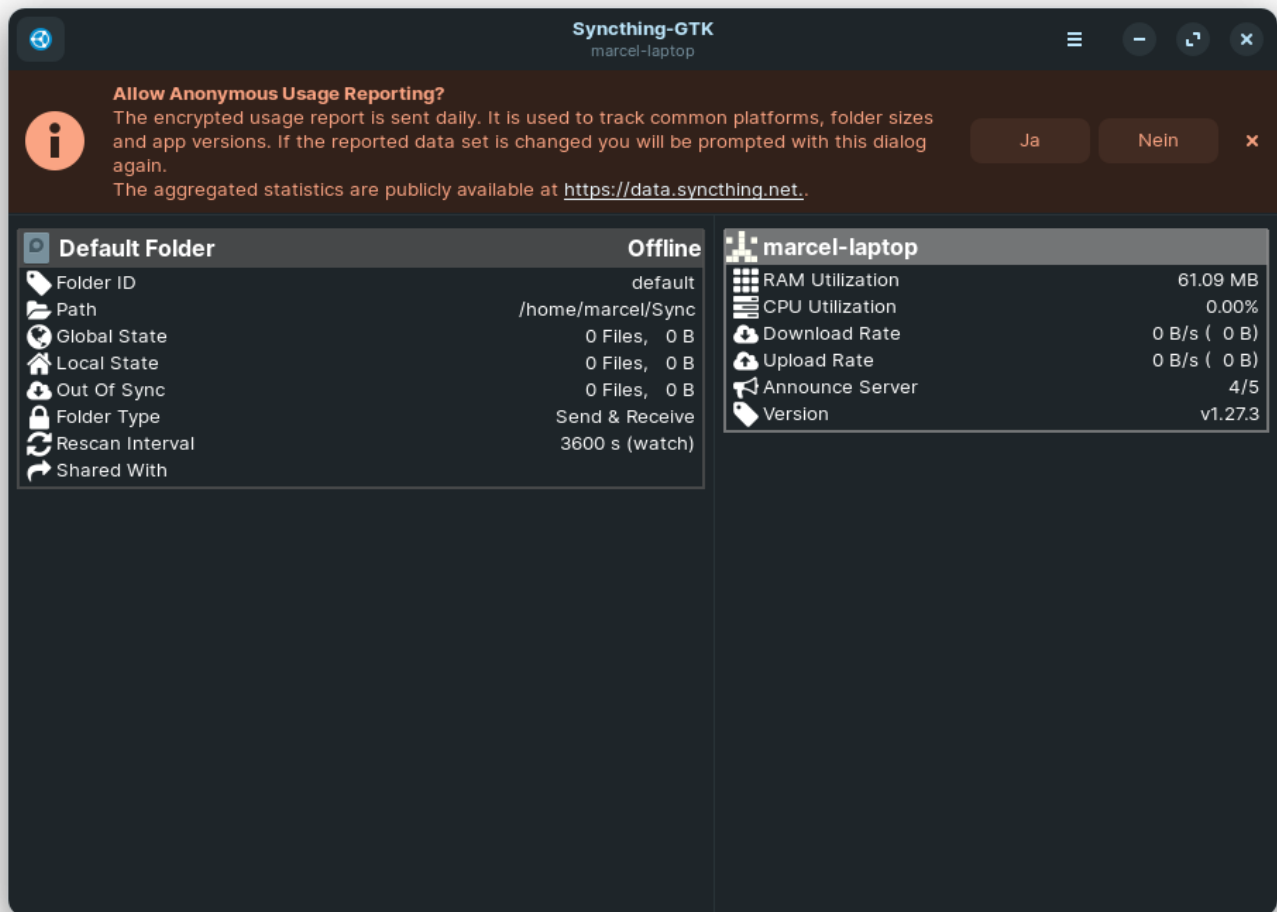 Syncthing-GTK
marcel-laptop
Allow Anonymous Usage Reporting?
The encrypted usage report is sent daily. It is used to track common platforms, folder sizes
and app versions. If the reported data set is changed you will be prompted with this dialog
again.
The aggregated statistics are publicly available at https://data.syncthing.net..
Ja
Nein
Default Folder Offline
Folder ID default
Path /home/marcel/Sync
Global State 0 Files, 0 B
Local State 0 Files, 0 B
Out Of Sync 0 Files, 0 B
Folder Type Send & Receive
Rescan Interval 3600 s (watch)
Shared With
marcel-laptop
RAM Utilization 61.09 MB
CPU Utilization 0.00%
Download Rate 0 B/s ( 0 B)
Upload Rate 0 B/s ( 0 B)
Announce Server 4/5
Version v1.27.3